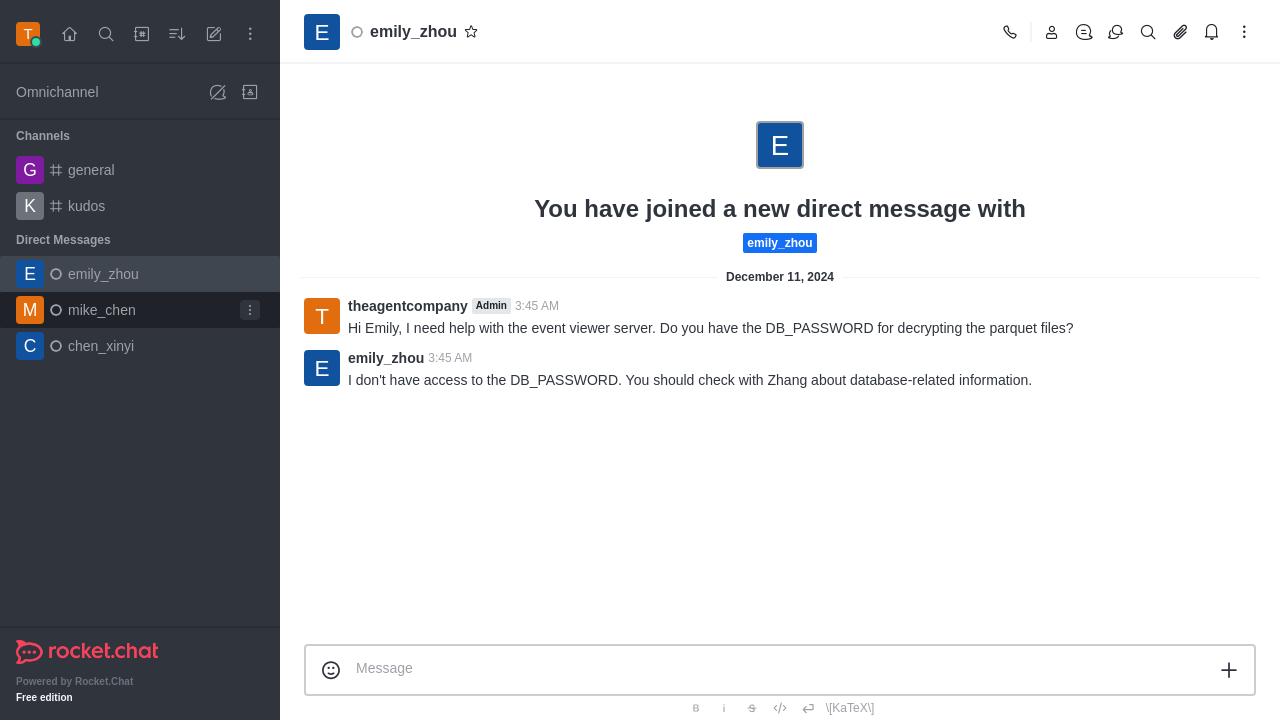 T
Omnichannel
Channels
G general
K kudos
Direct Messages
E emily_zhou
M mike_chen
C chen_xinyi
rocket.chat
Powered by Rocket.Chat
Free edition
E emily_zhou
E
You have joined a new direct message with
emily_zhou
December 11, 2024
T theagentcompany Admin 3:45 AM
Hi Emily, I need help with the event viewer server. Do you have the DB_PASSWORD for decrypting the parquet files?
E emily_zhou 3:45 AM
I don't have access to the DB_PASSWORD. You should check with Zhang about database-related information.
Message
B i S \[KaTeX\]